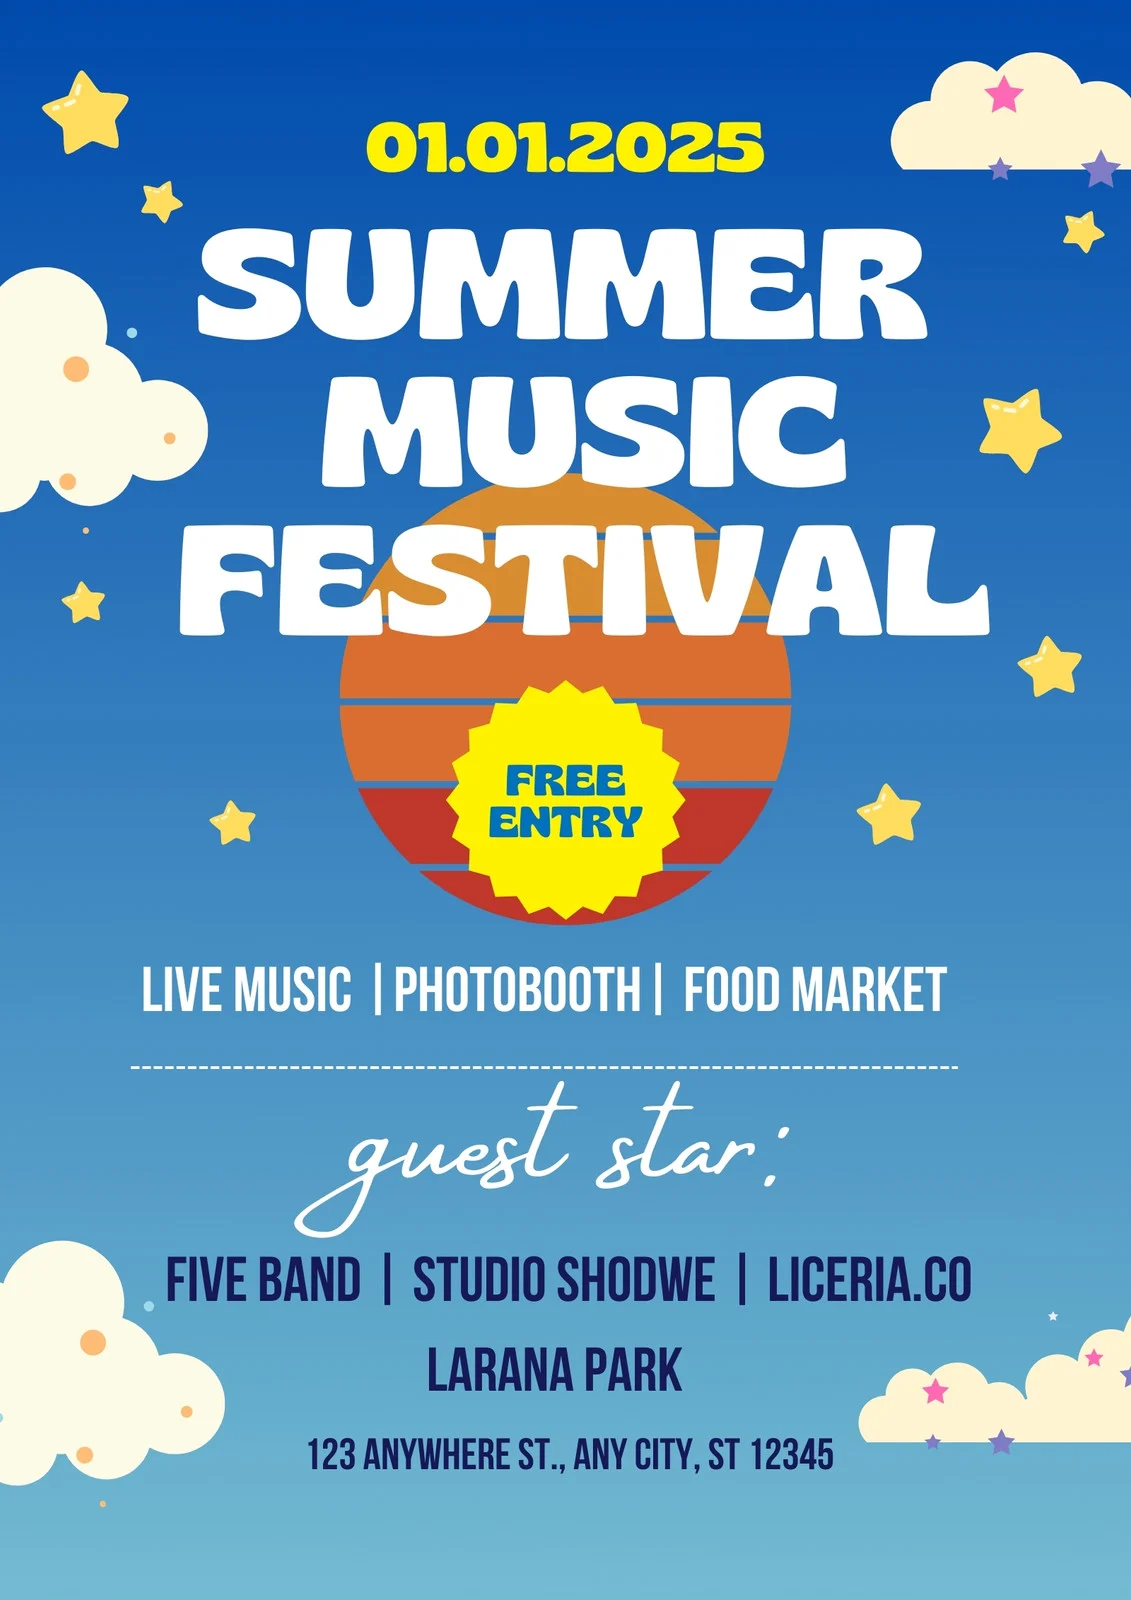 01.01.2025
SUMMER
MUSIC
FESTIVAL
FREE
ENTRY
LIVE MUSIC | PHOTOBOOTH | FOOD MARKET
guest star:
FIVE BAND | STUDIO SHODWE | LICERIA.CO
LARANA PARK
123 ANYWHERE ST., ANY CITY, ST 12345